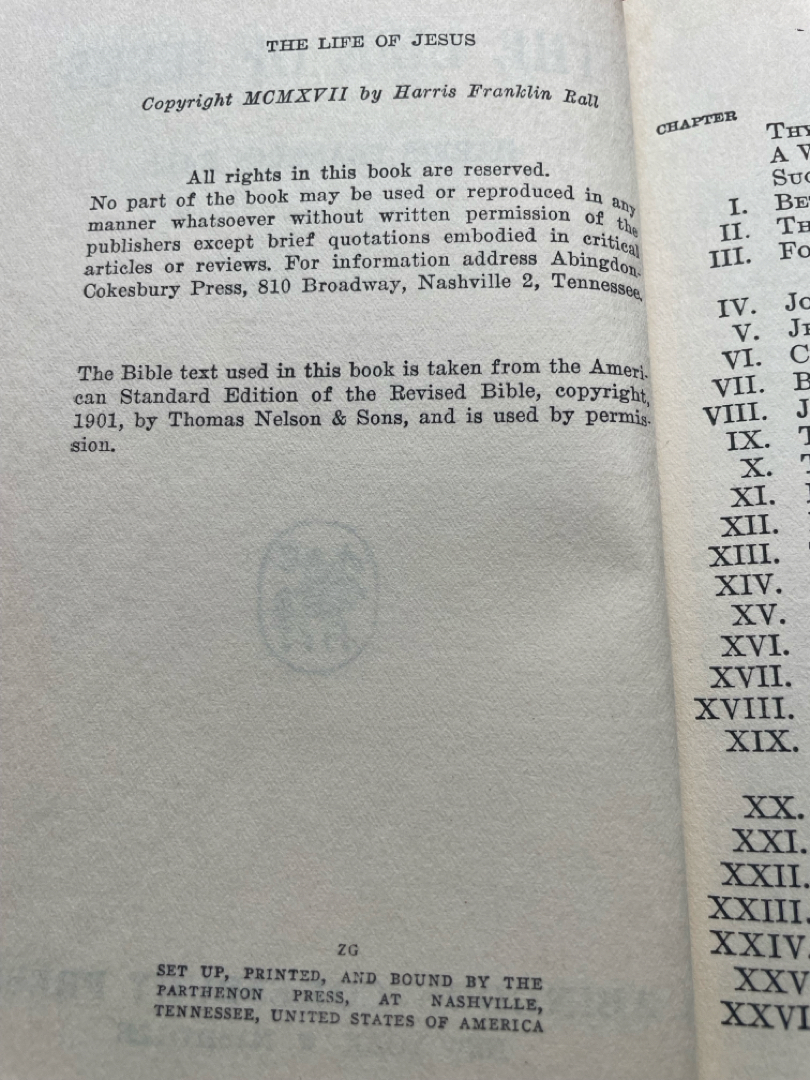 THE LIFE OF JESUS
Copyright MCMXVII by Harris Franklin Rall
All rights in this book are reserved.
No part of the book may be used or reproduced in any
manner whatsoever without written permission of the
publishers except brief quotations embodied in critical
articles or reviews. For information address Abingdon-
Cokesbury Press, 810 Broadway, Nashville 2, Tennessee.
The Bible text used in this book is taken from the Ameri-
can Standard Edition of the Revised Bible, copyright,
1901, by Thomas Nelson & Sons, and is used by permis-
sion.
ZG
SET UP, PRINTED, AND BOUND BY THE
PARTHENON PRESS, AT NASHVILLE,
TENNESSEE, UNITED STATES OF AMERICA
CHAPTER
A
I.
II.
III.
IV.
V.
VI.
VII.
VIII.
IX.
X.
XI.
XII.
XIII.
XIV.
XV.
XVI.
XVII.
XVIII.
XIX.
XX.
XXI.
XXII.
XXIII.
XXIV.
XXV
XXVI